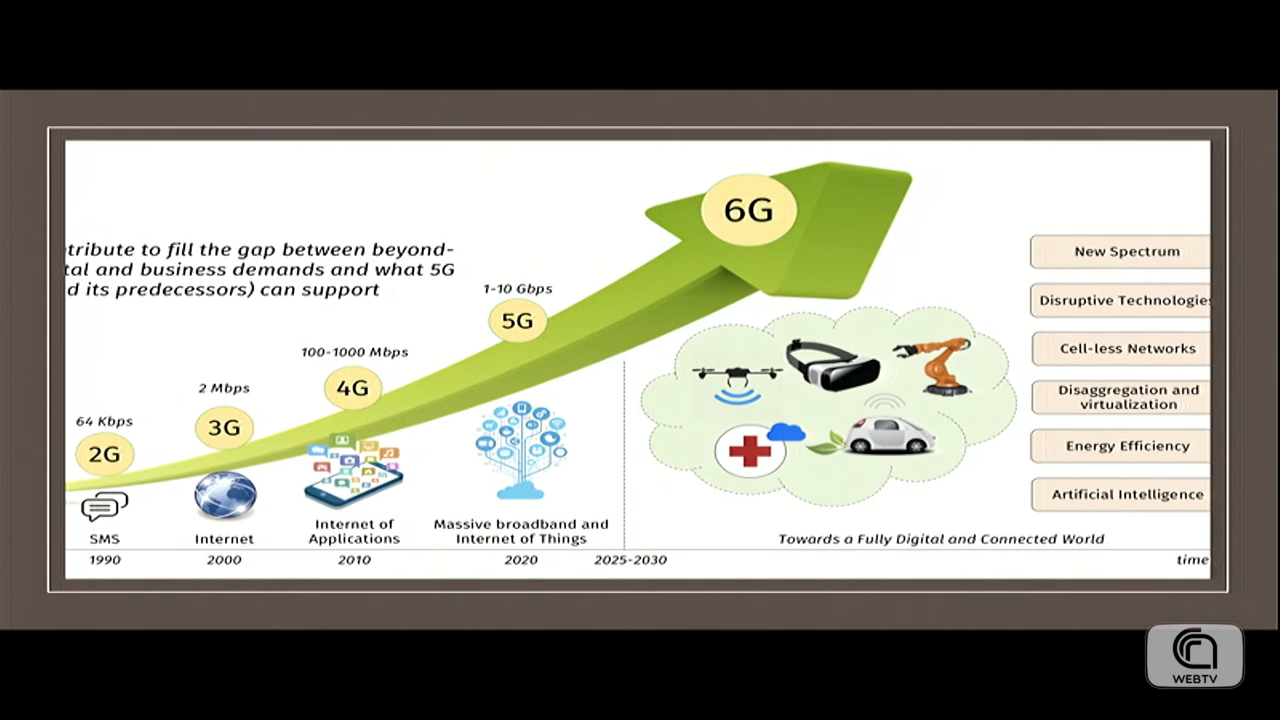 tribute to fill the gap between beyond-
tal and business demands and what 5G
d its predecessors) can support
6G
1-10 Gbps
5G
100-1000 Mbps
4G
2 Mbps
3G
64 Kbps
2G
New Spectrum
Disruptive Technologies
Cell-less Networks
Disaggregation and
virtualization
Energy Efficiency
Artificial Intelligence
SMS
Internet
Internet of
Applications
Massive broadband and
Internet of Things
Towards a Fully Digital and Connected World
1990
2000
2010
2020
2025-2030
time
WEBTV